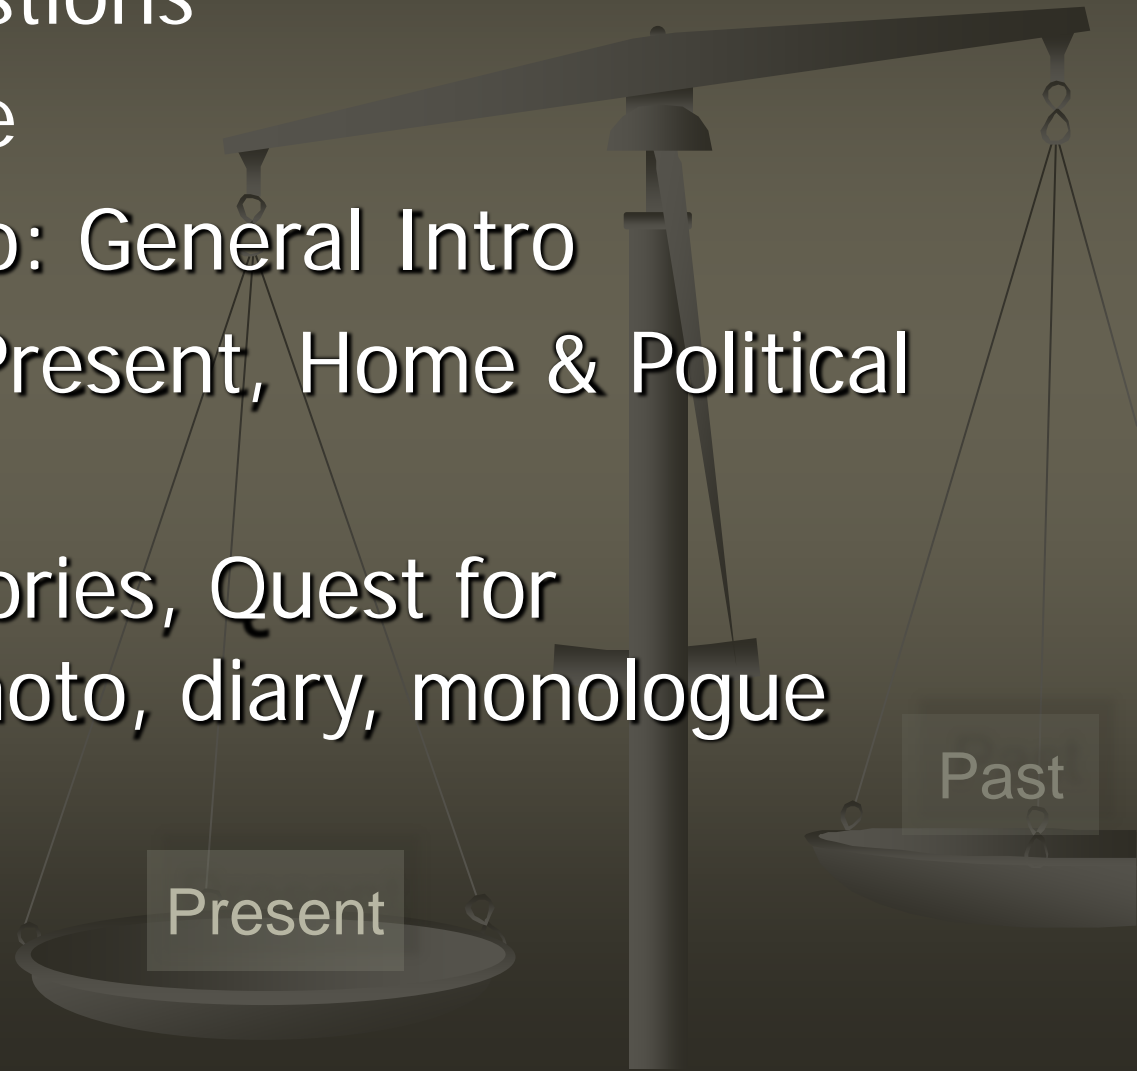 stions
e
o: General Intro
Present, Home & Political
ories, Quest for
hoto, diary, monologue
Past
Present